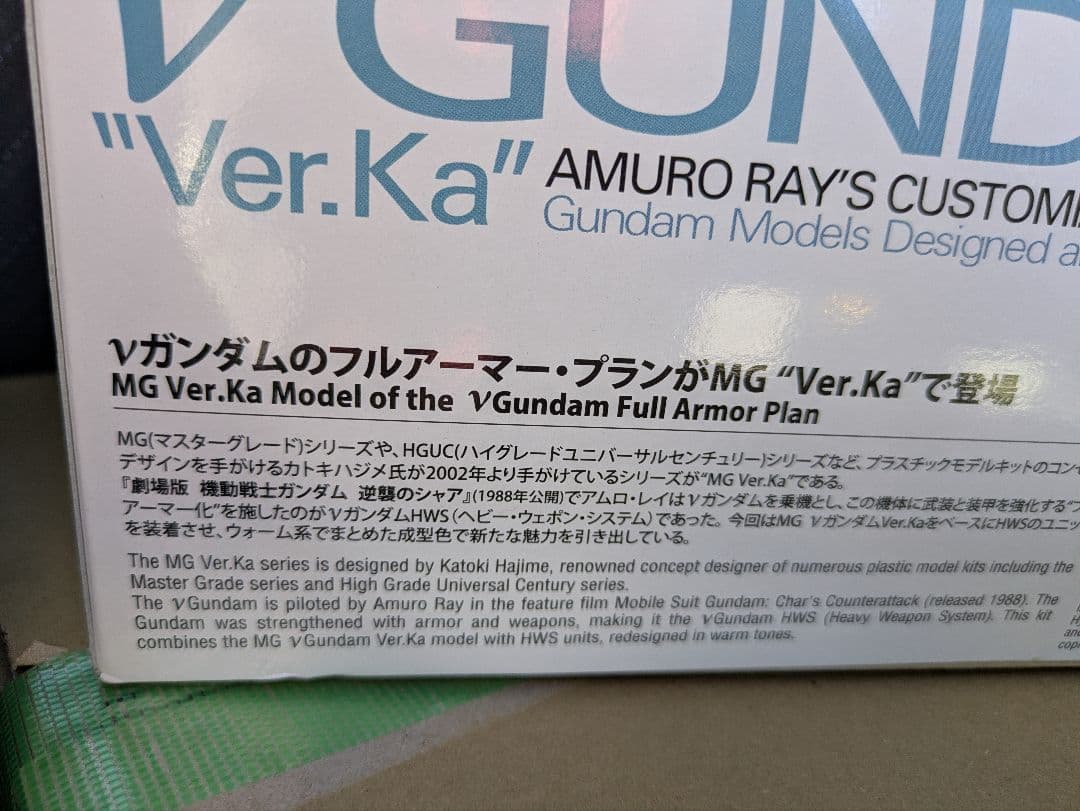 ν GUND
"Ver.Ka"
AMURO RAY'S CUSTOMI
Gundam Models Designed a
νガンダムのフルアーマー・プランがMG “Ver.Ka”で登場
MG Ver.Ka Model of the νGundam Full Armor Plan
MG(マスターグレード)シリーズや、HGUC(ハイグレードユニバーサルセンチュリー)シリーズなど、プラスチックモデルキットのコン
デザインを手がけるカトキハジメ氏が2002年より手がけているシリーズが“MG Ver.Ka”である。
『劇場版 機動戦士ガンダム 逆襲のシャア』(1988年公開)でアムロ・レイはνガンダムを乗機とし、この機体に武装と装甲を強化する“フ
アーマー化”を施したのがνガンダムHWS(ヘビー・ウェポン・システム)であった。今回はMG νガンダムVer.KaをベースにHWSのユニッ
を装着させ、ウォーム系でまとめた成型色で新たな魅力を引き出している。
The MG Ver.Ka series is designed by Katoki Hajime, renowned concept designer of numerous plastic model kits including the
Master Grade series and High Grade Universal Century series.
The νGundam is piloted by Amuro Ray in the feature film Mobile Suit Gundam: Char's Counterattack (released 1988). The
Gundam was strengthened with armor and weapons, making it the νGundam HWS (Heavy Weapon System). This kit
combines the MG νGundam Ver.Ka model with HWS units, redesigned in warm tones.
and
copi